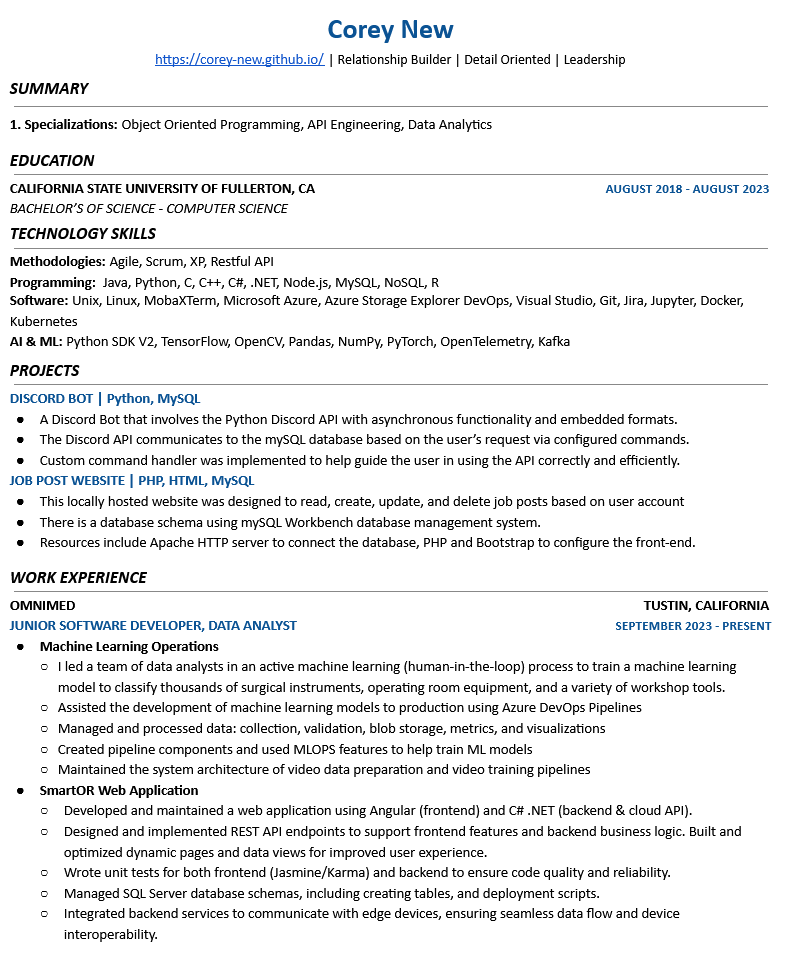 Corey New
https://corey-new.github.io/ | Relationship Builder | Detail Oriented | Leadership
SUMMARY
1. Specializations: Object Oriented Programming, API Engineering, Data Analytics
EDUCATION
CALIFORNIA STATE UNIVERSITY OF FULLERTON, CA AUGUST 2018 - AUGUST 2023
BACHELOR'S OF SCIENCE - COMPUTER SCIENCE
TECHNOLOGY SKILLS
Methodologies: Agile, Scrum, XP, Restful API
Programming: Java, Python, C, C++, C#, .NET, Node.js, MySQL, NoSQL, R
Software: Unix, Linux, MobaXTerm, Microsoft Azure, Azure Storage Explorer DevOps, Visual Studio, Git, Jira, Jupyter, Docker,
Kubernetes
AI & ML: Python SDK V2, TensorFlow, OpenCV, Pandas, NumPy, PyTorch, OpenTelemetry, Kafka
PROJECTS
DISCORD BOT | Python, MySQL
● A Discord Bot that involves the Python Discord API with asynchronous functionality and embedded formats.
● The Discord API communicates to the mySQL database based on the user's request via configured commands.
● Custom command handler was implemented to help guide the user in using the API correctly and efficiently.
JOB POST WEBSITE | PHP, HTML, MySQL
● This locally hosted website was designed to read, create, update, and delete job posts based on user account
● There is a database schema using mySQL Workbench database management system.
● Resources include Apache HTTP server to connect the database, PHP and Bootstrap to configure the front-end.
WORK EXPERIENCE
OMNIMED TUSTIN, CALIFORNIA
JUNIOR SOFTWARE DEVELOPER, DATA ANALYST SEPTEMBER 2023 - PRESENT
● Machine Learning Operations
○ I led a team of data analysts in an active machine learning (human-in-the-loop) process to train a machine learning
model to classify thousands of surgical instruments, operating room equipment, and a variety of workshop tools.
○ Assisted the development of machine learning models to production using Azure DevOps Pipelines
○ Managed and processed data: collection, validation, blob storage, metrics, and visualizations
○ Created pipeline components and used MLOPS features to help train ML models
○ Maintained the system architecture of video data preparation and video training pipelines
● SmartOR Web Application
○ Developed and maintained a web application using Angular (frontend) and C# .NET (backend & cloud API).
○ Designed and implemented REST API endpoints to support frontend features and backend business logic. Built and
optimized dynamic pages and data views for improved user experience.
○ Wrote unit tests for both frontend (Jasmine/Karma) and backend to ensure code quality and reliability.
○ Managed SQL Server database schemas, including creating tables, and deployment scripts.
○ Integrated backend services to communicate with edge devices, ensuring seamless data flow and device
interoperability.